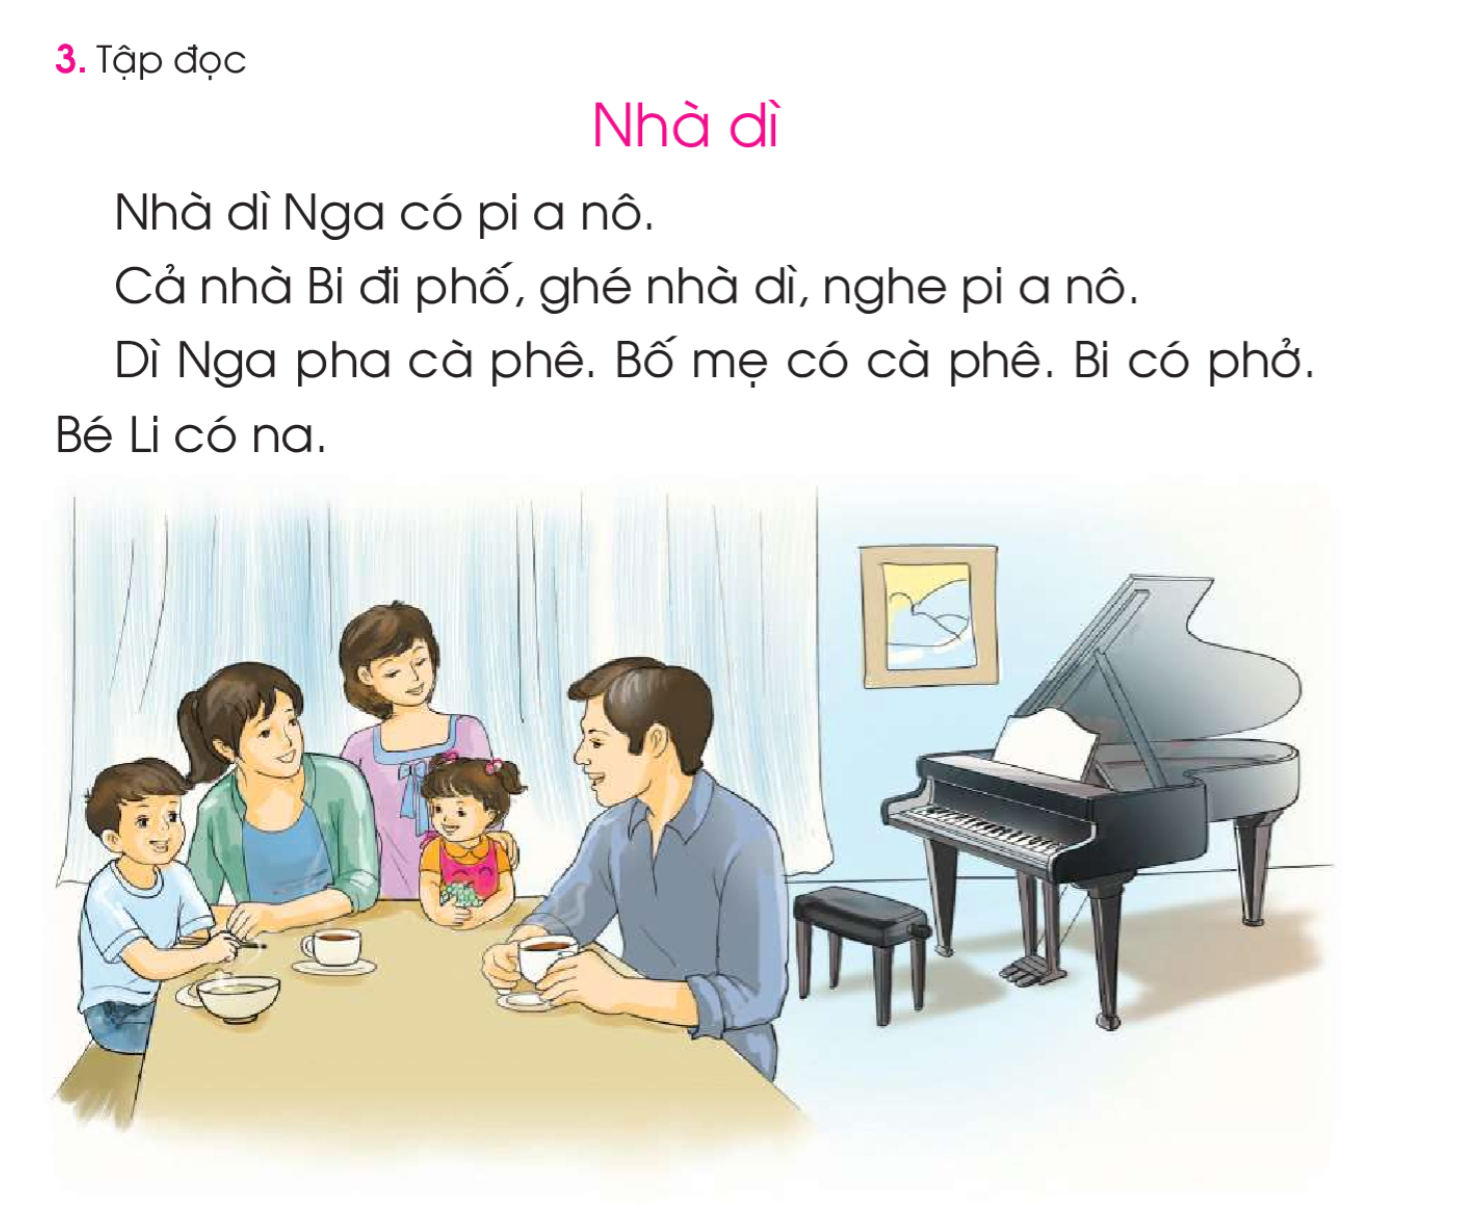 3. Tập đọc
Nhà dì
Nhà dì Nga có pi a nô.
Cả nhà Bi đi phố, ghé nhà dì, nghe pi a nô.
Dì Nga pha cà phê. Bố mẹ có cà phê. Bi có phở.
Bé Li có na.